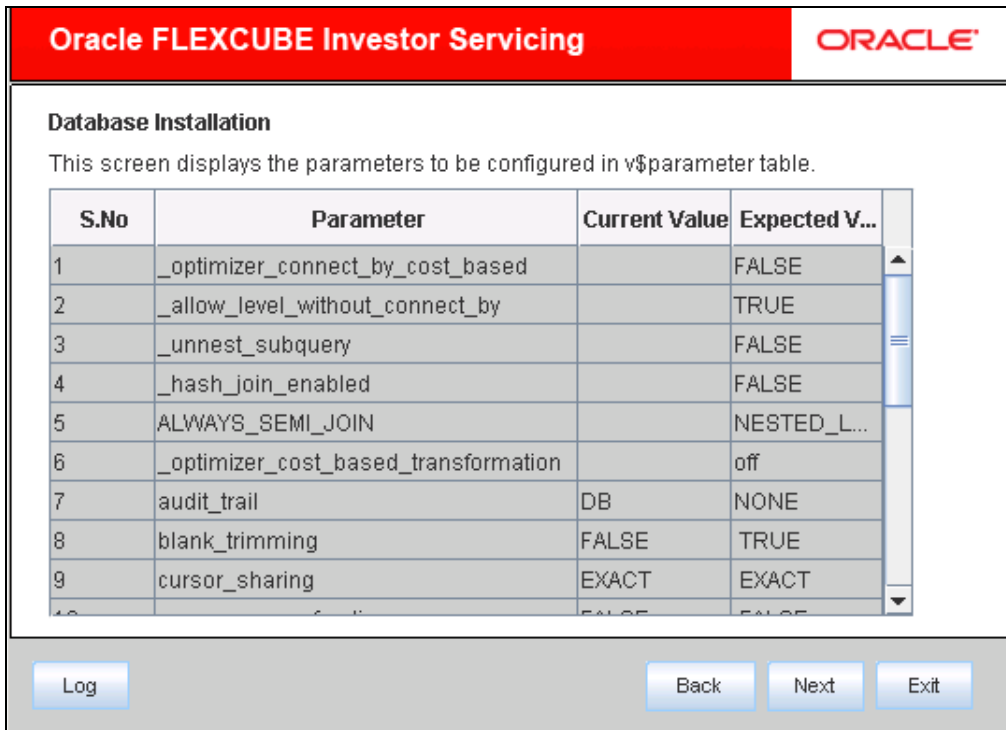 Oracle FLEXCUBE Investor Servicing ORACLE
Database Installation
This screen displays the parameters to be configured in v$parameter table.
S.No Parameter Current Value Expected V...
1 _optimizer_connect_by_cost_based FALSE
2 _allow_level_without_connect_by TRUE
3 _unnest_subquery FALSE
4 _hash_join_enabled FALSE
5 ALWAYS_SEMI_JOIN NESTED_L...
6 _optimizer_cost_based_transformation off
7 audit_trail DB NONE
8 blank_trimming FALSE TRUE
9 cursor_sharing EXACT EXACT
Log Back Next Exit